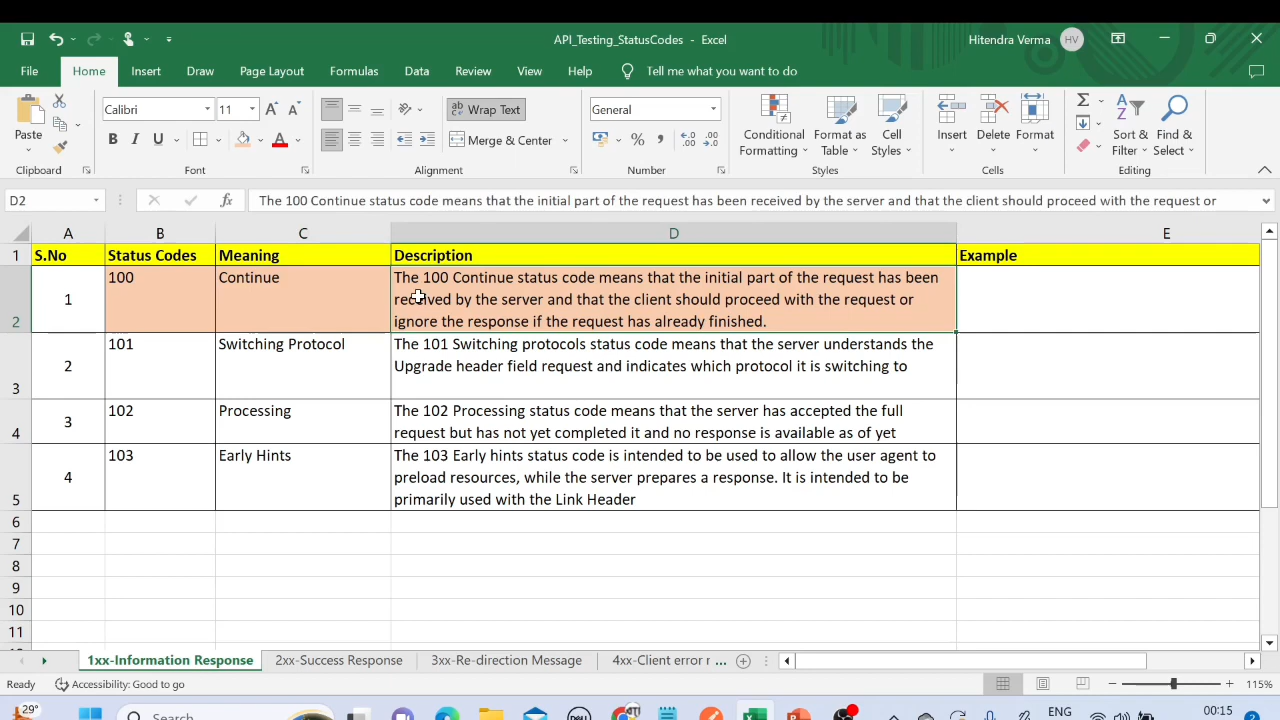 API_Testing_StatusCodes - Excel
Hitendra Verma HV
File Home Insert Draw Page Layout Formulas Data Review View Help Tell me what you want to do
Calibri 11 Wrap Text General
Paste B I U Merge & Center % Conditional Formatting Format as Table Cell Styles Insert Delete Format Sort & Filter Find & Select
Clipboard Font Alignment Number Styles Cells Editing
D2 fx The 100 Continue status code means that the initial part of the request has been received by the server and that the client should proceed with the request or
A B C D E
1 S.No Status Codes Meaning Description Example
2 1 100 Continue The 100 Continue status code means that the initial part of the request has been
received by the server and that the client should proceed with the request or
ignore the response if the request has already finished.
3 2 101 Switching Protocol The 101 Switching protocols status code means that the server understands the
Upgrade header field request and indicates which protocol it is switching to
4 3 102 Processing The 102 Processing status code means that the server has accepted the full
request but has not yet completed it and no response is available as of yet
5 4 103 Early Hints The 103 Early hints status code is intended to be used to allow the user agent to
preload resources, while the server prepares a response. It is intended to be
primarily used with the Link Header
6
7
8
9
10
11
1xx-Information Response 2xx-Success Response 3xx-Re-direction Message 4xx-Client error r ...
Ready Accessibility: Good to go 115%
29° Search ENG 00:15